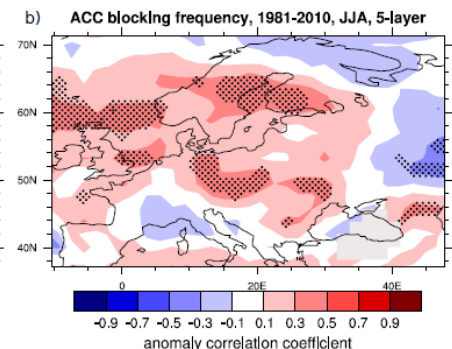 b) ACC blocking frequency, 1981-2010, JJA, 5-layer
70N
60N
50N
40N
0 20E 40E
-0.9 -0.7 -0.5 -0.3 -0.1 0.1 0.3 0.5 0.7 0.9
anomaly correlation coefficient